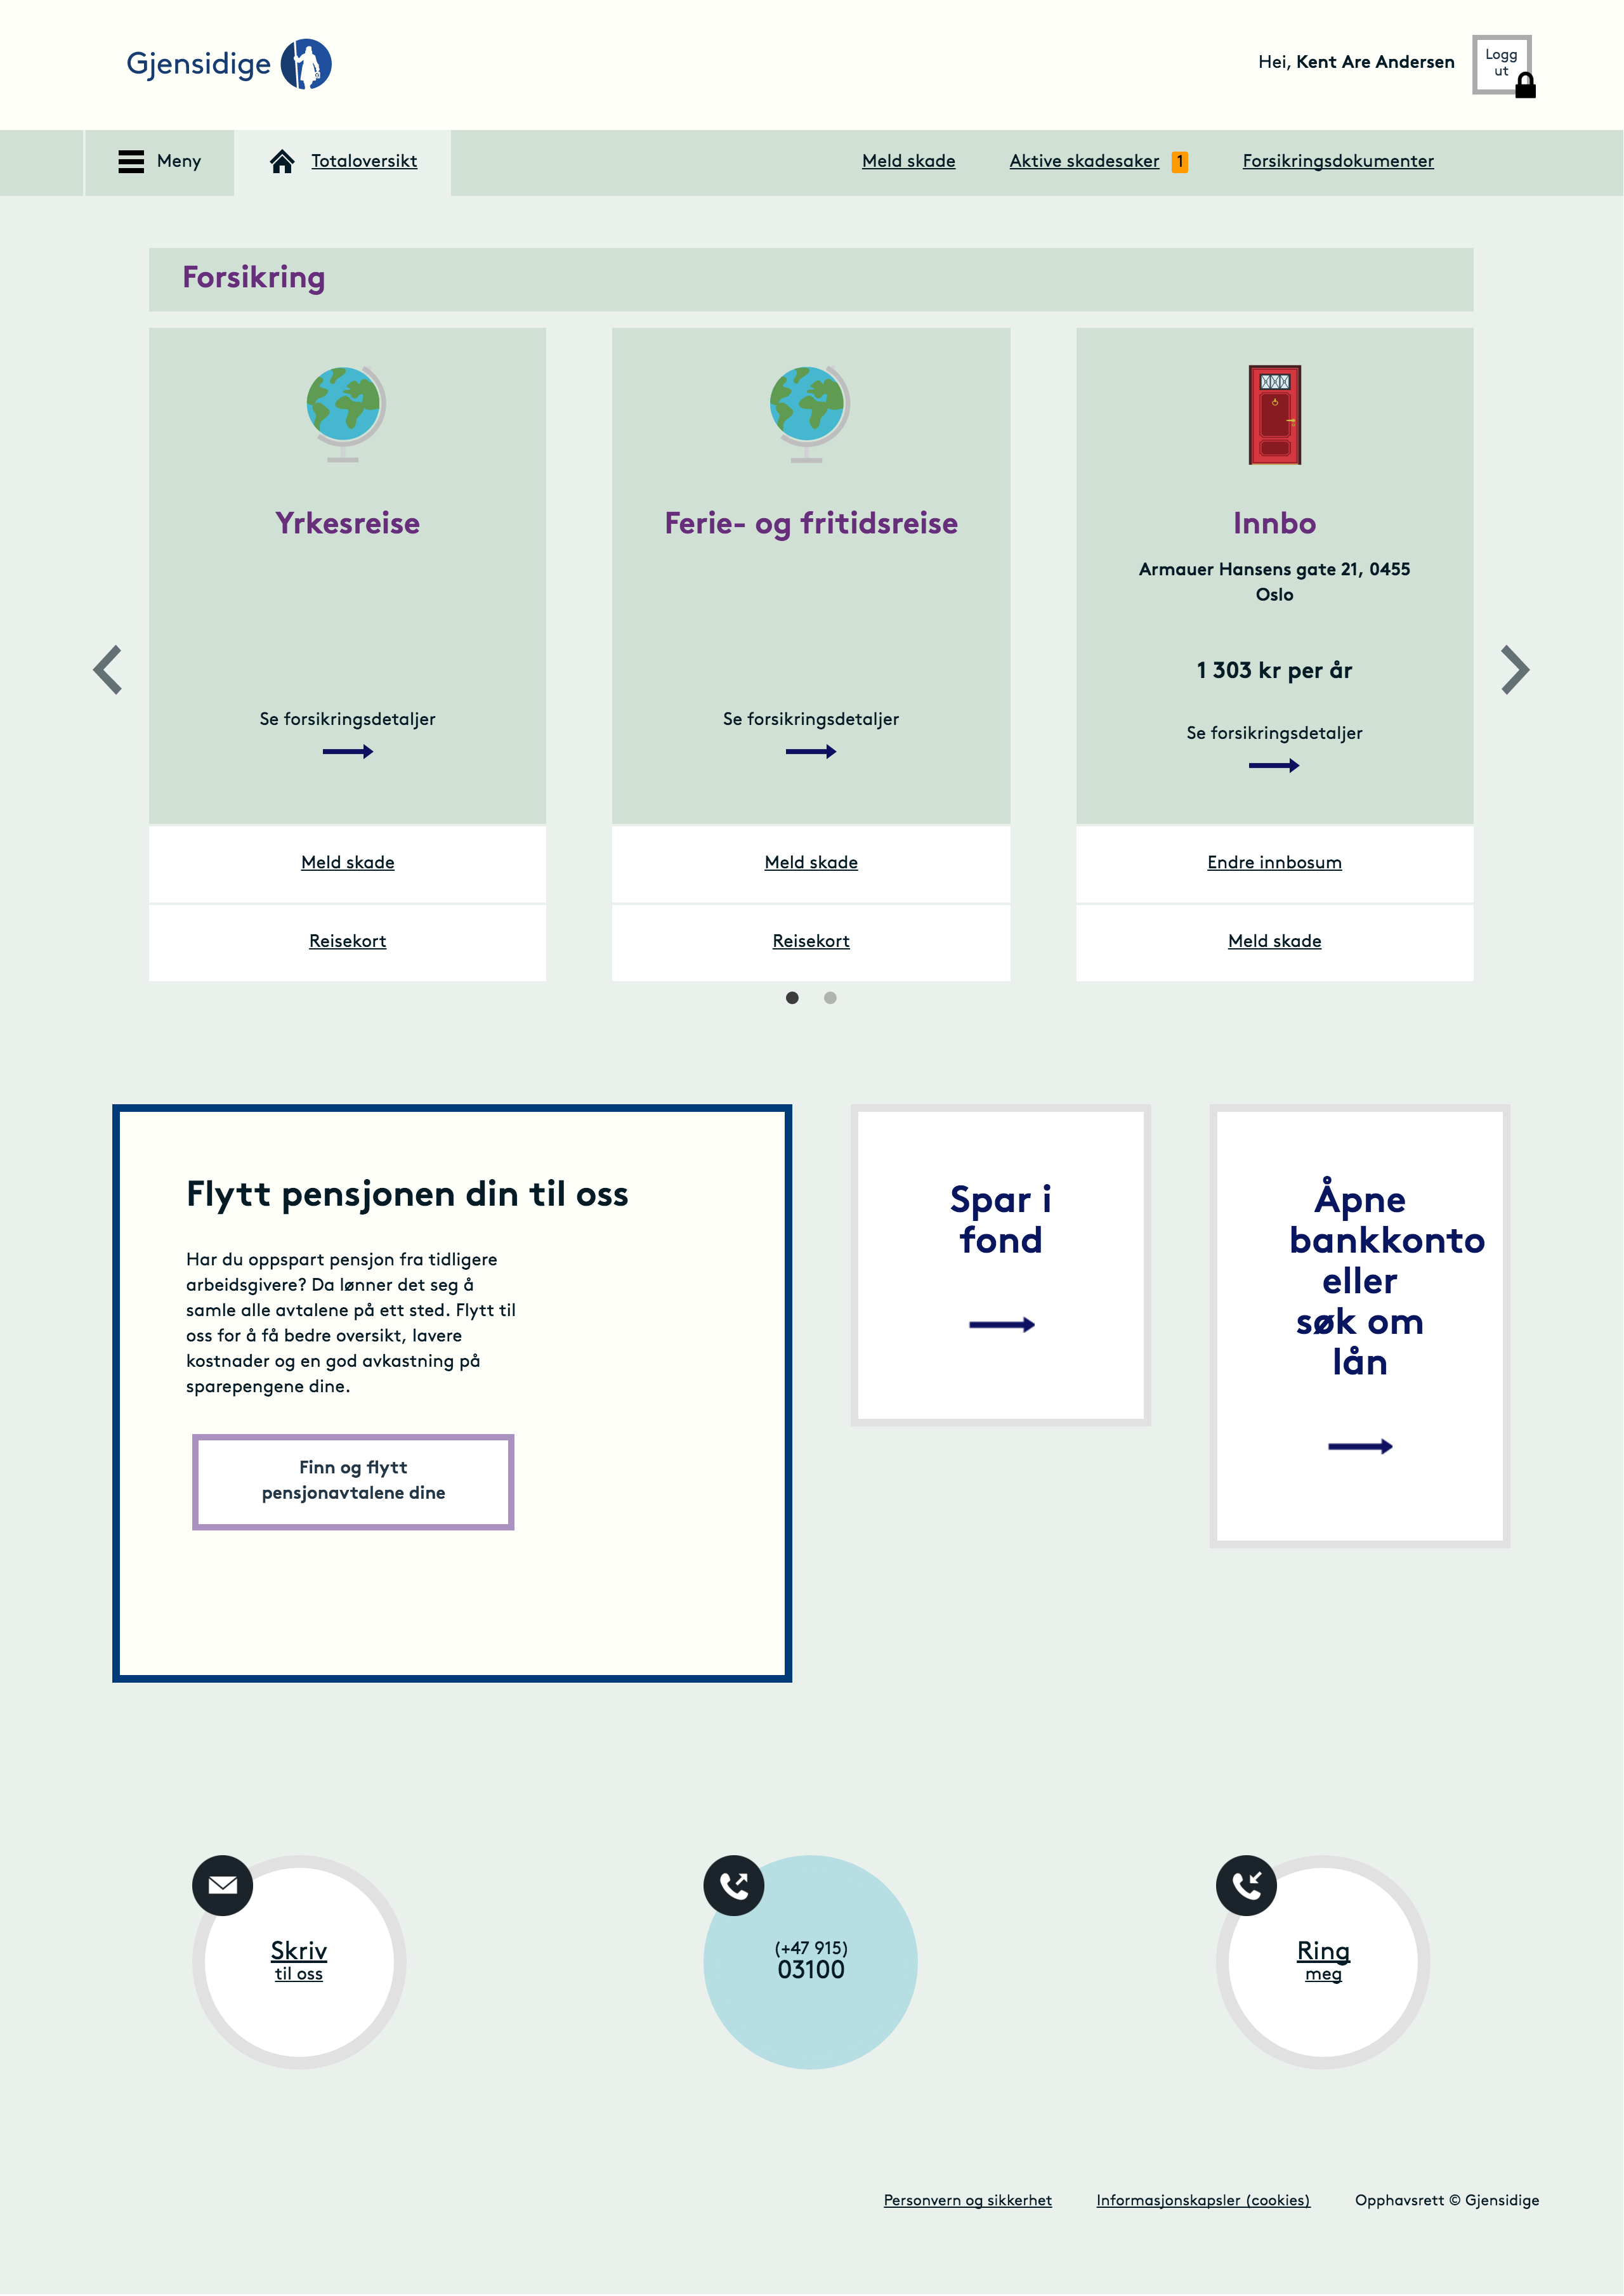 Gjensidige
Hei, Kent Are Andersen
Logg
ut
Meny
Totaloversikt
Meld skade
Aktive skadesaker 1
Forsikringsdokumenter
Forsikring
Yrkesreise
Se forsikringsdetaljer
Meld skade
Reisekort
Ferie- og fritidsreise
Se forsikringsdetaljer
Meld skade
Reisekort
Innbo
Armauer Hansens gate 21, 0455
Oslo
1 303 kr per år
Se forsikringsdetaljer
Endre innbosum
Meld skade
Flytt pensjonen din til oss
Har du oppspart pensjon fra tidligere
arbeidsgivere? Da lønner det seg å
samle alle avtalene på ett sted. Flytt til
oss for å få bedre oversikt, lavere
kostnader og en god avkastning på
sparepengene dine.
Finn og flytt
pensjonavtalene dine
Spar i
fond
Åpne
bankkonto
eller
søk om
lån
Skriv
til oss
(+47 915)
03100
Ring
meg
Personvern og sikkerhet
Informasjonskapsler (cookies)
Opphavsrett © Gjensidige